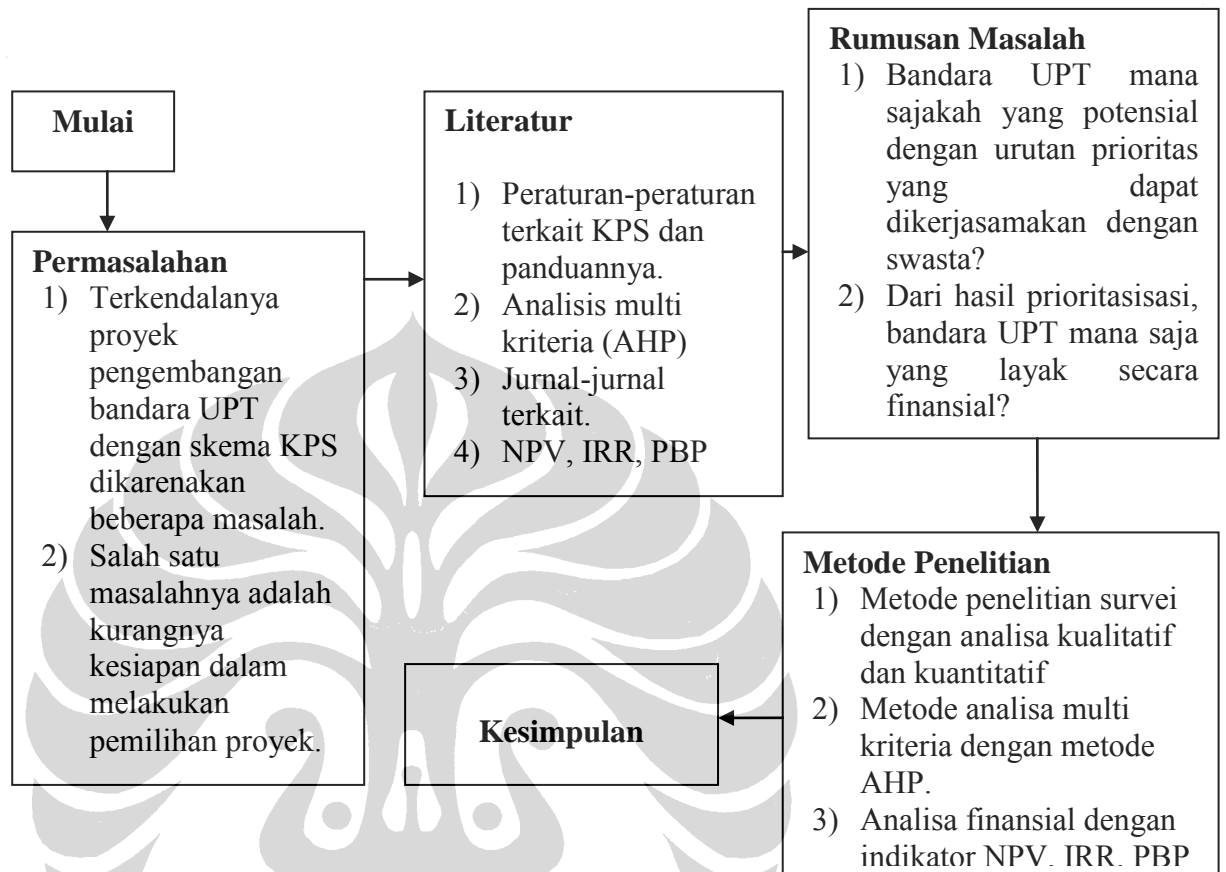 Mulai
Permasalahan
1) Terkendalanya
proyek
pengembangan
bandara UPT
dengan skema KPS
dikarenakan
beberapa masalah.
2) Salah satu
masalahnya adalah
kurangnya
kesiapan dalam
melakukan
pemilihan proyek.
Literatur
1) Peraturan-peraturan
terkait KPS dan
panduannya.
2) Analisis multi
kriteria (AHP)
3) Jurnal-jurnal
terkait.
4) NPV, IRR, PBP
Rumusan Masalah
1) Bandara UPT mana
sajakah yang potensial
dengan urutan prioritas
yang dapat
dikerjasamakan dengan
swasta?
2) Dari hasil prioritasisasi,
bandara UPT mana saja
yang layak secara
finansial?
Metode Penelitian
1) Metode penelitian survei
dengan analisa kualitatif
dan kuantitatif
2) Metode analisa multi
kriteria dengan metode
AHP.
3) Analisa finansial dengan
indikator NPV, IRR, PBP
Kesimpulan